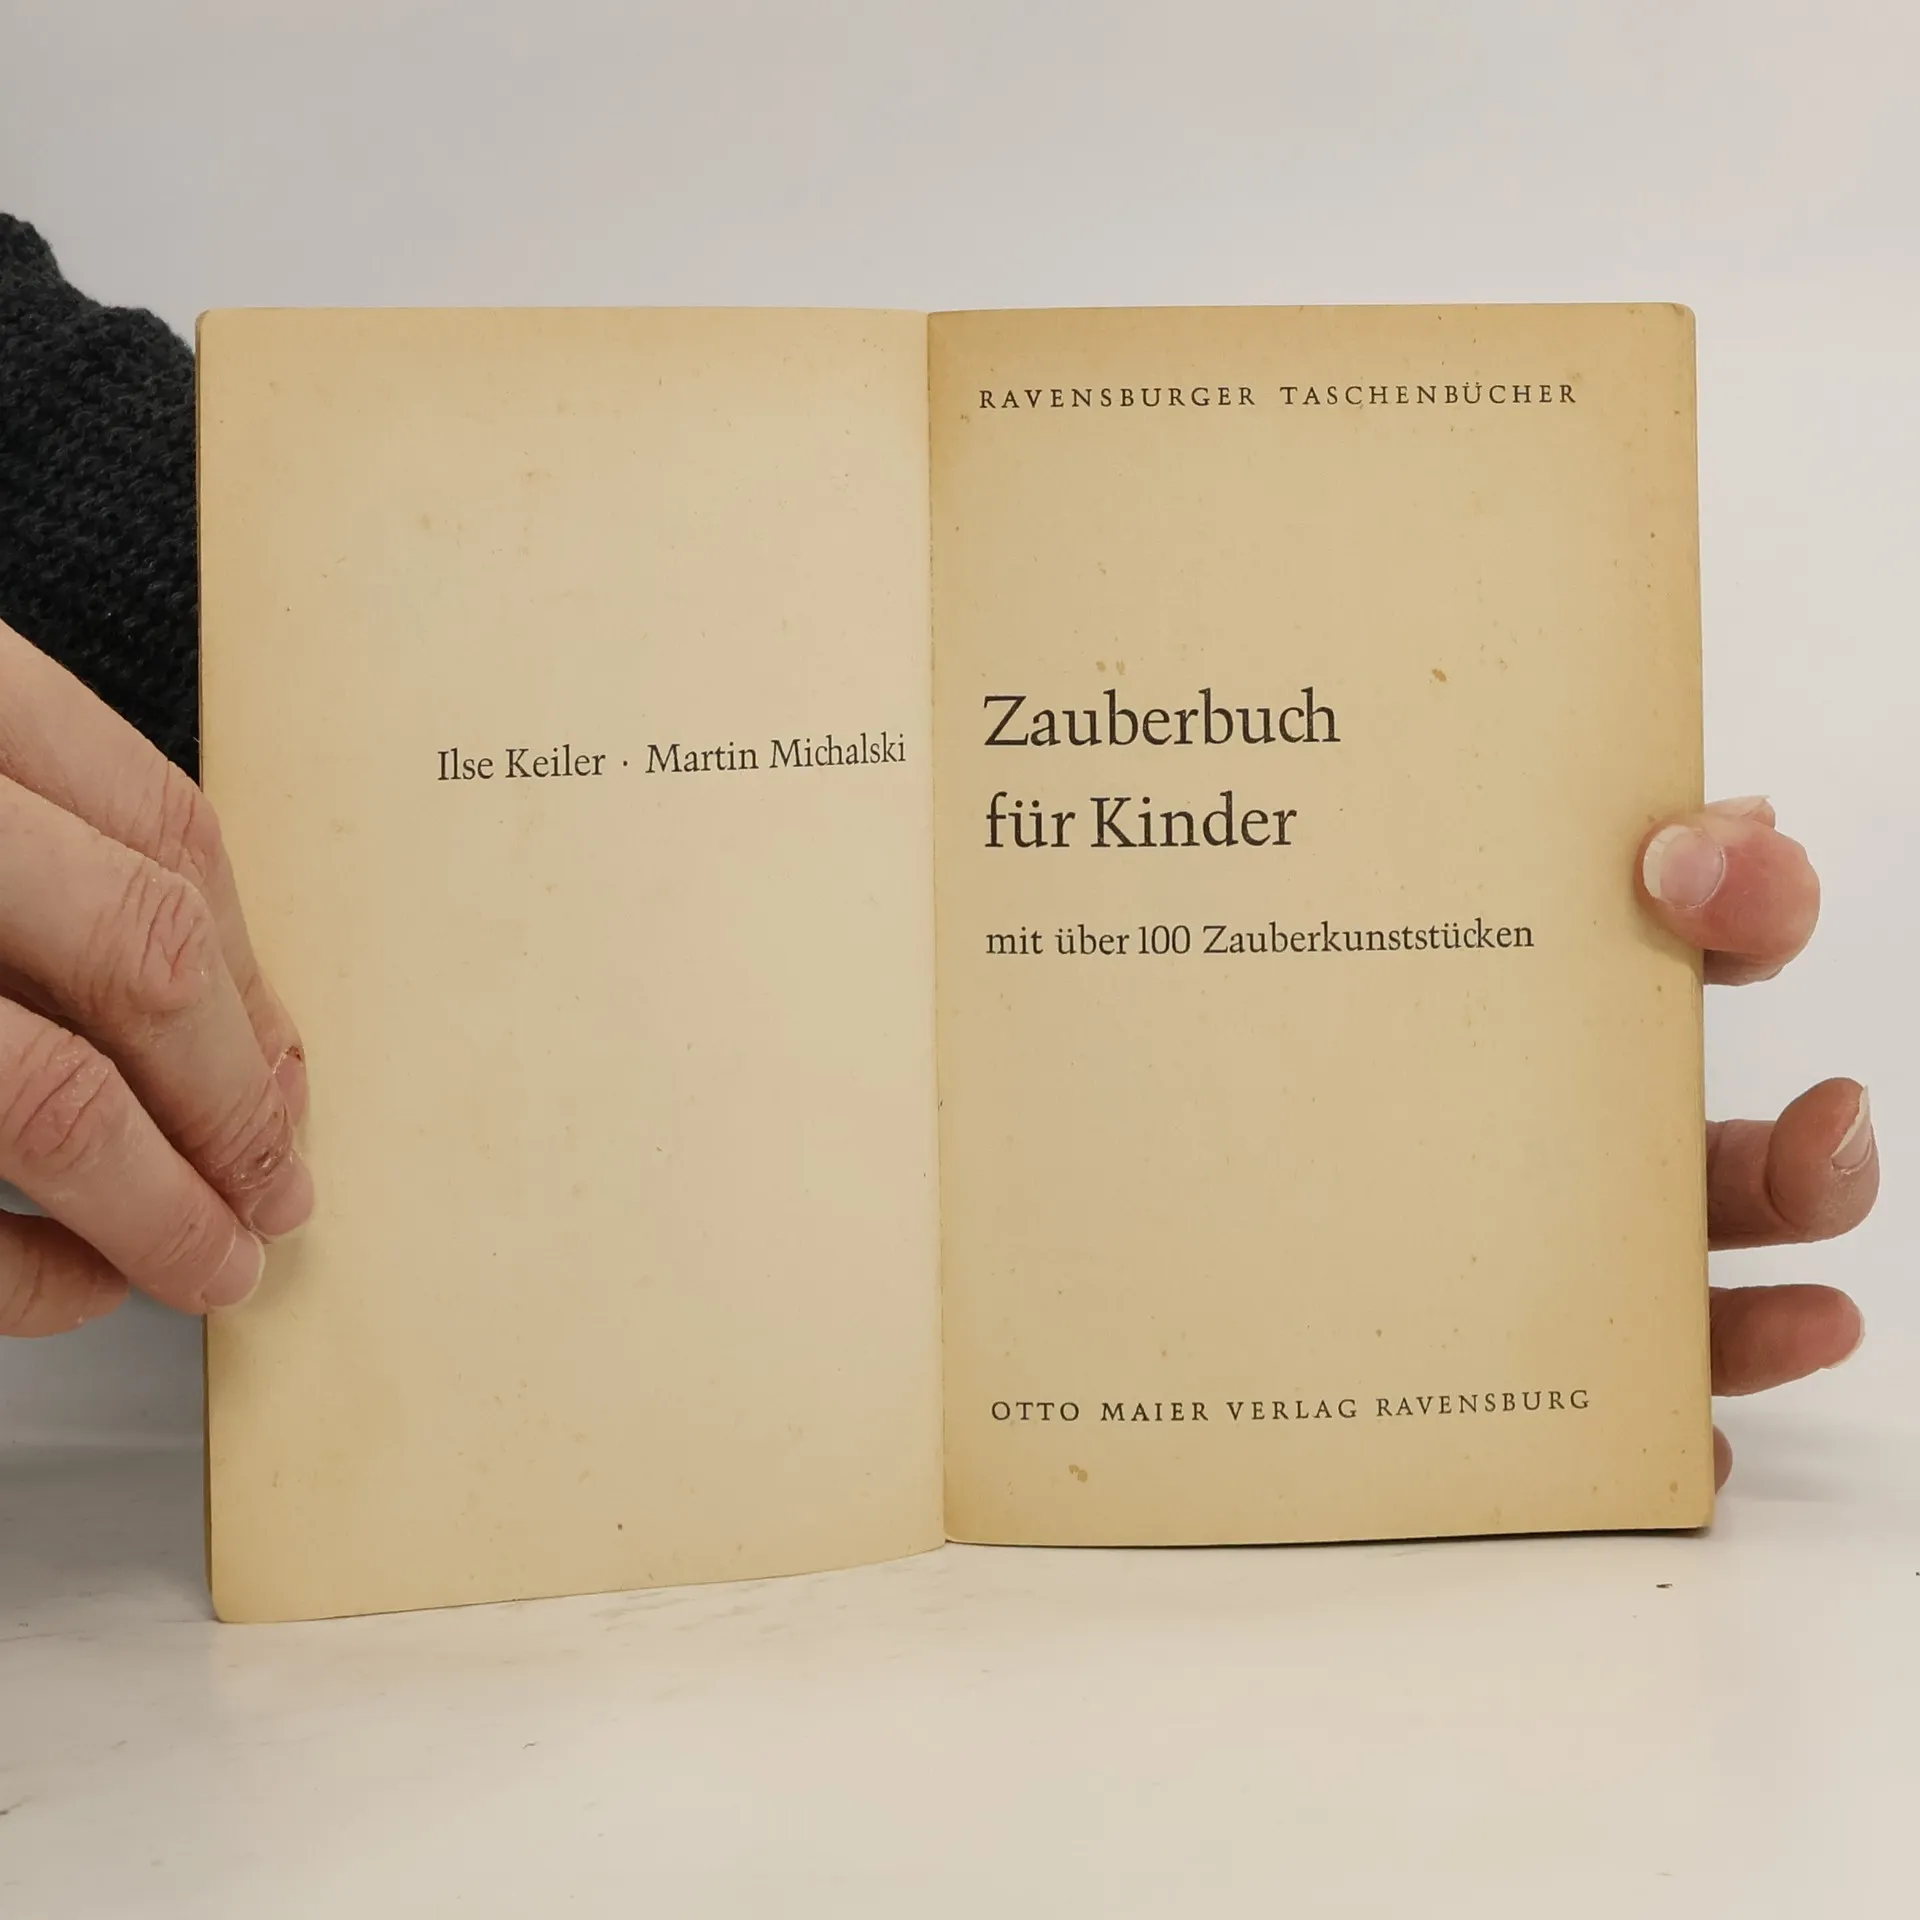 Ilse Keiler · Martin Michalski
RAVENSBURGER TASCHENBÜCHER
Zauberbuch
für Kinder
mit über 100 Zauberkunststücken
OTTO MAIER VERLAG RAVENSBURG